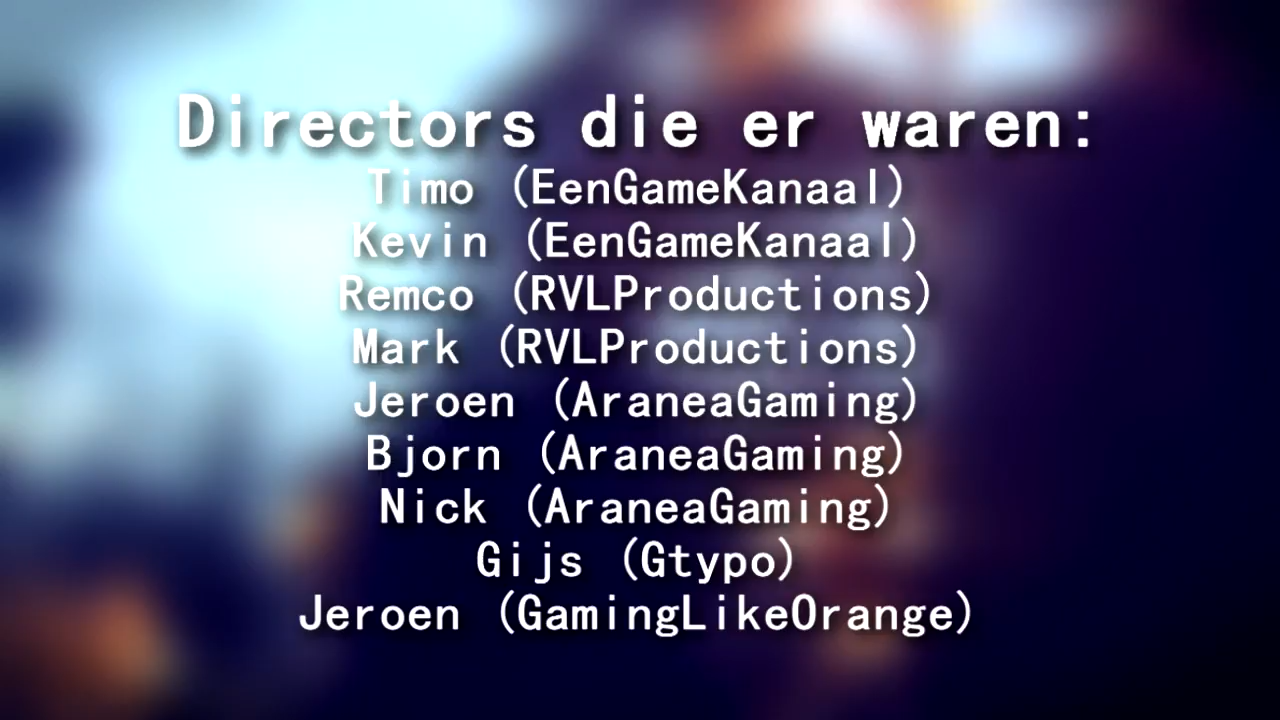 Directors die er waren:
Timo (EenGameKanaal)
Kevin (EenGameKanaal)
Remco (RVLProductions)
Mark (RVLProductions)
Jeroen (AraneaGaming)
Bjorn (AraneaGaming)
Nick (AraneaGaming)
Gijs (Gtypo)
Jeroen (GamingLikeOrange)